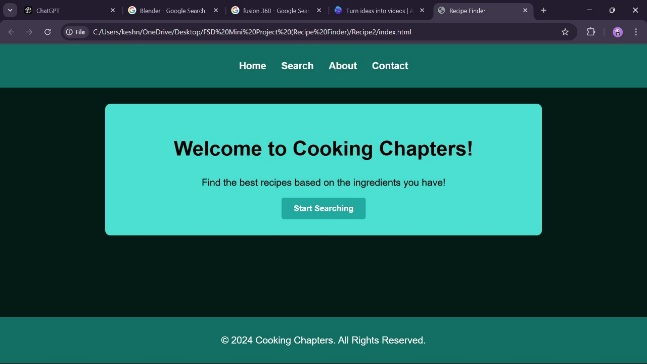 ChatGPT
Blender - Google Search
fusion 360 - Google Sear
Turn ideas into videos | A
Recipe Finder
File
C:/Users/keshn/OneDrive/Desktop/FSD%20Mini%20Project%20(Recipe%20Finder)/Recipe2/index.html
Home Search About Contact
Welcome to Cooking Chapters!
Find the best recipes based on the ingredients you have!
Start Searching
© 2024 Cooking Chapters. All Rights Reserved.